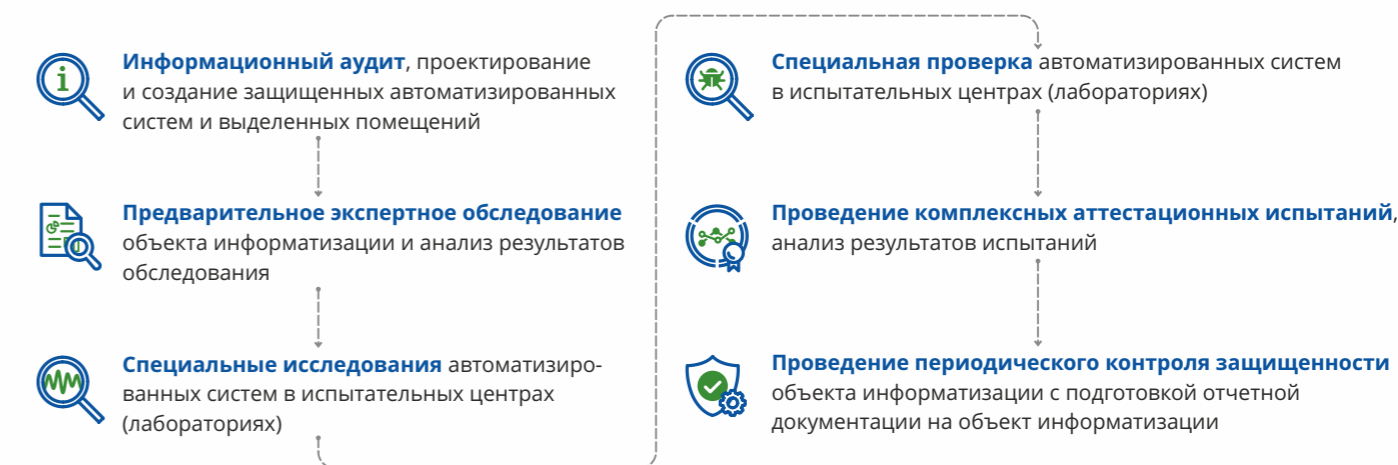 Информационный аудит, проектирование
и создание защищенных автоматизированных
систем и выделенных помещений
Предварительное экспертное обследование
объекта информатизации и анализ результатов
обследования
Специальные исследования автоматизиро-
ванных систем в испытательных центрах
(лабораториях)
Специальная проверка автоматизированных систем
в испытательных центрах (лабораториях)
Проведение комплексных аттестационных испытаний,
анализ результатов испытаний
Проведение периодического контроля защищенности
объекта информатизации с подготовкой отчетной
документации на объект информатизации